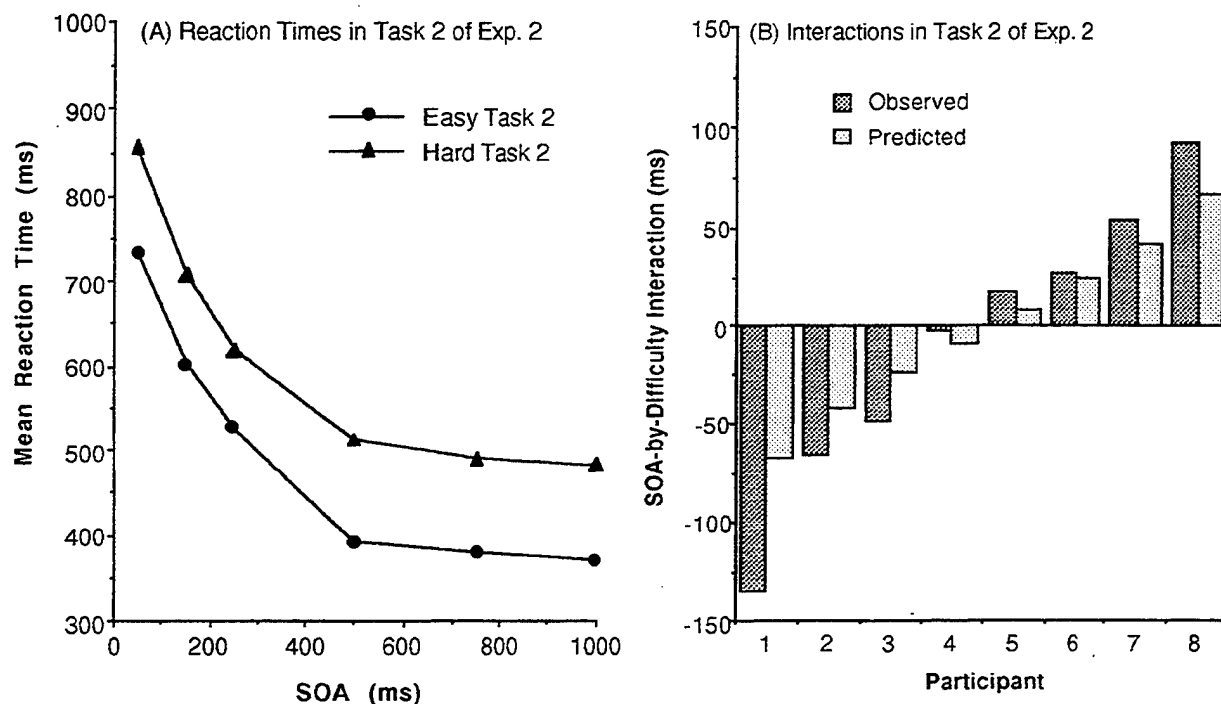 (A) Reaction Times in Task 2 of Exp. 2
1000
900
800
700
600
500
400
300
Mean Reaction Time (ms)
Easy Task 2
Hard Task 2
0 200 400 600 800 1000
SOA (ms)
(B) Interactions in Task 2 of Exp. 2
150
100
50
0
-50
-100
-150
SOA-by-Difficulty Interaction (ms)
Observed
Predicted
1 2 3 4 5 6 7 8
Participant